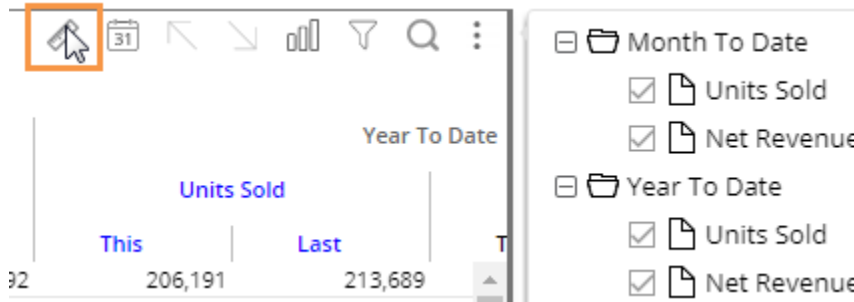 31
Year To Date
Units Sold
This Last T
92 206,191 213,689
Month To Date
Units Sold
Net Revenue
Year To Date
Units Sold
Net Revenue